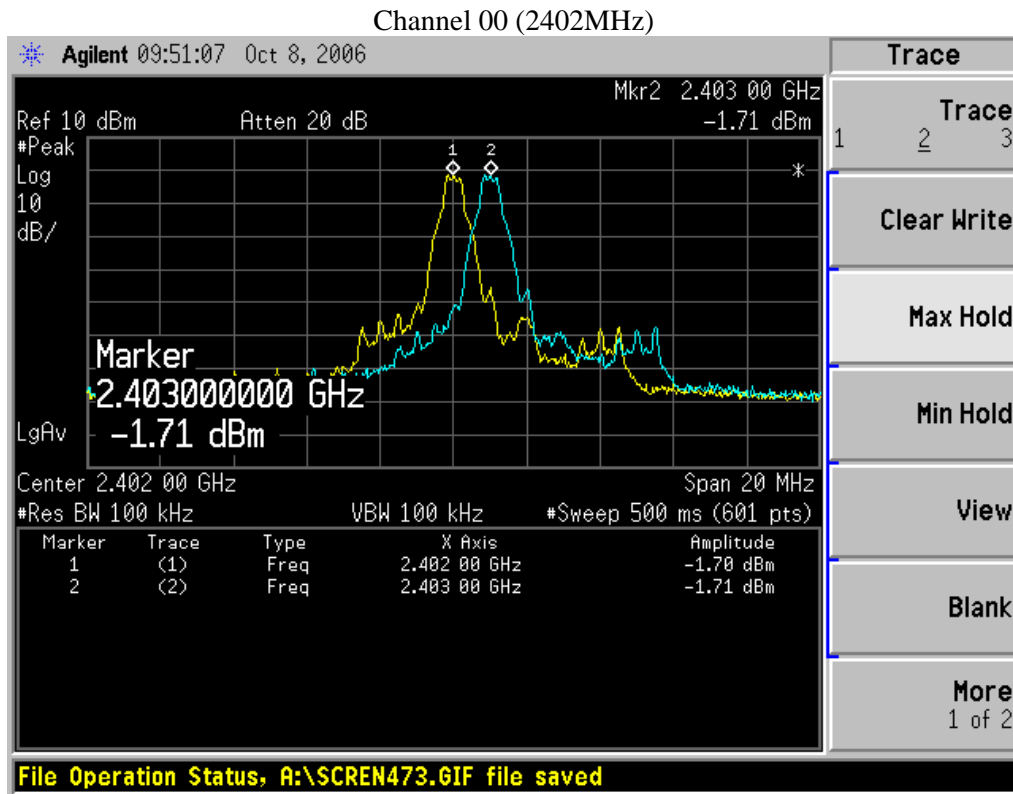 Channel 00 (2402MHz)
Agilent 09:51:07 Oct 8, 2006
Trace
Mkr2 2.403 00 GHz
Ref 10 dBm Atten 20 dB -1.71 dBm
#Peak
Log
10
dB/
1 2
*
Marker
2.403000000 GHz
-1.71 dBm
LgAv
Center 2.402 00 GHz Span 20 MHz
#Res BW 100 kHz VBW 100 kHz #Sweep 500 ms (601 pts)
Marker Trace Type X Axis Amplitude
1 (1) Freq 2.402 00 GHz -1.70 dBm
2 (2) Freq 2.403 00 GHz -1.71 dBm
Trace
1 2 3
Clear Write
Max Hold
Min Hold
View
Blank
More
1 of 2
File Operation Status, A:\SCREN473.GIF file saved